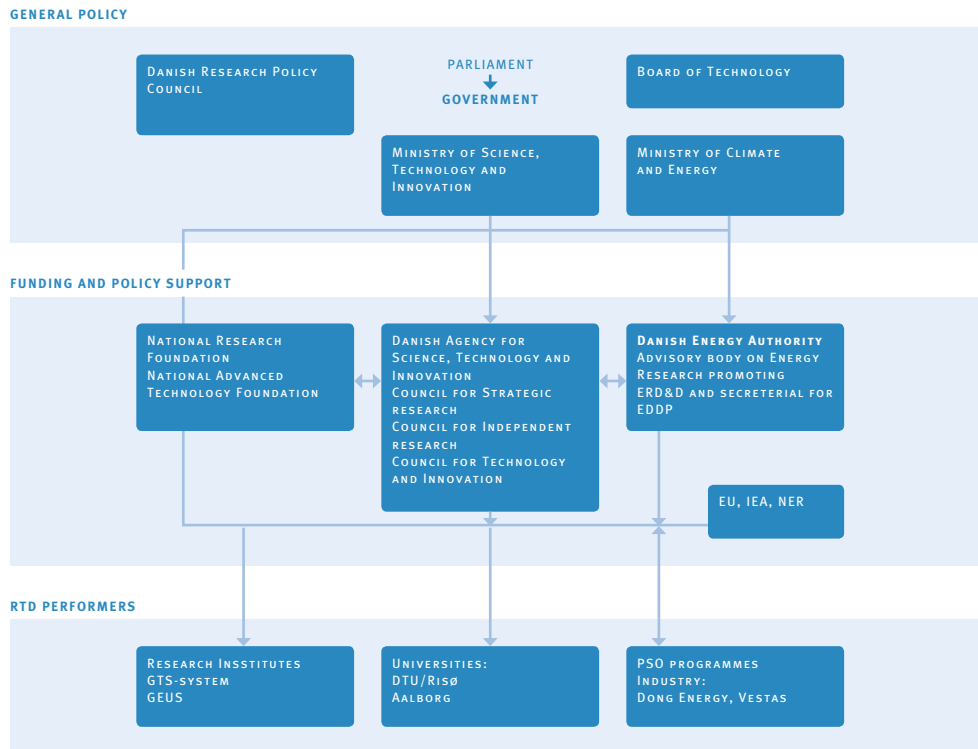 GENERAL POLICY
Danish Research Policy
Council
PARLIAMENT
GOVERNMENT
Board of Technology
Ministry of Science,
Technology and
Innovation
Ministry of Climate
and Energy
FUNDING AND POLICY SUPPORT
National Research
Foundation
National Advanced
Technology Foundation
Danish Agency for
Science, Technology and
Innovation
Council for Strategic
research
Council for Independent
research
Council for Technology
and Innovation
Danish Energy Authority
Advisory body on Energy
Research promoting
ERD&D and secreterial for
EDDP
EU, IEA, NER
RTD PERFORMERS
Research Insstitutes
GTS-system
GEUS
Universities:
DTU/Risø
Aalborg
PSO programmes
Industry:
Dong Energy, Vestas